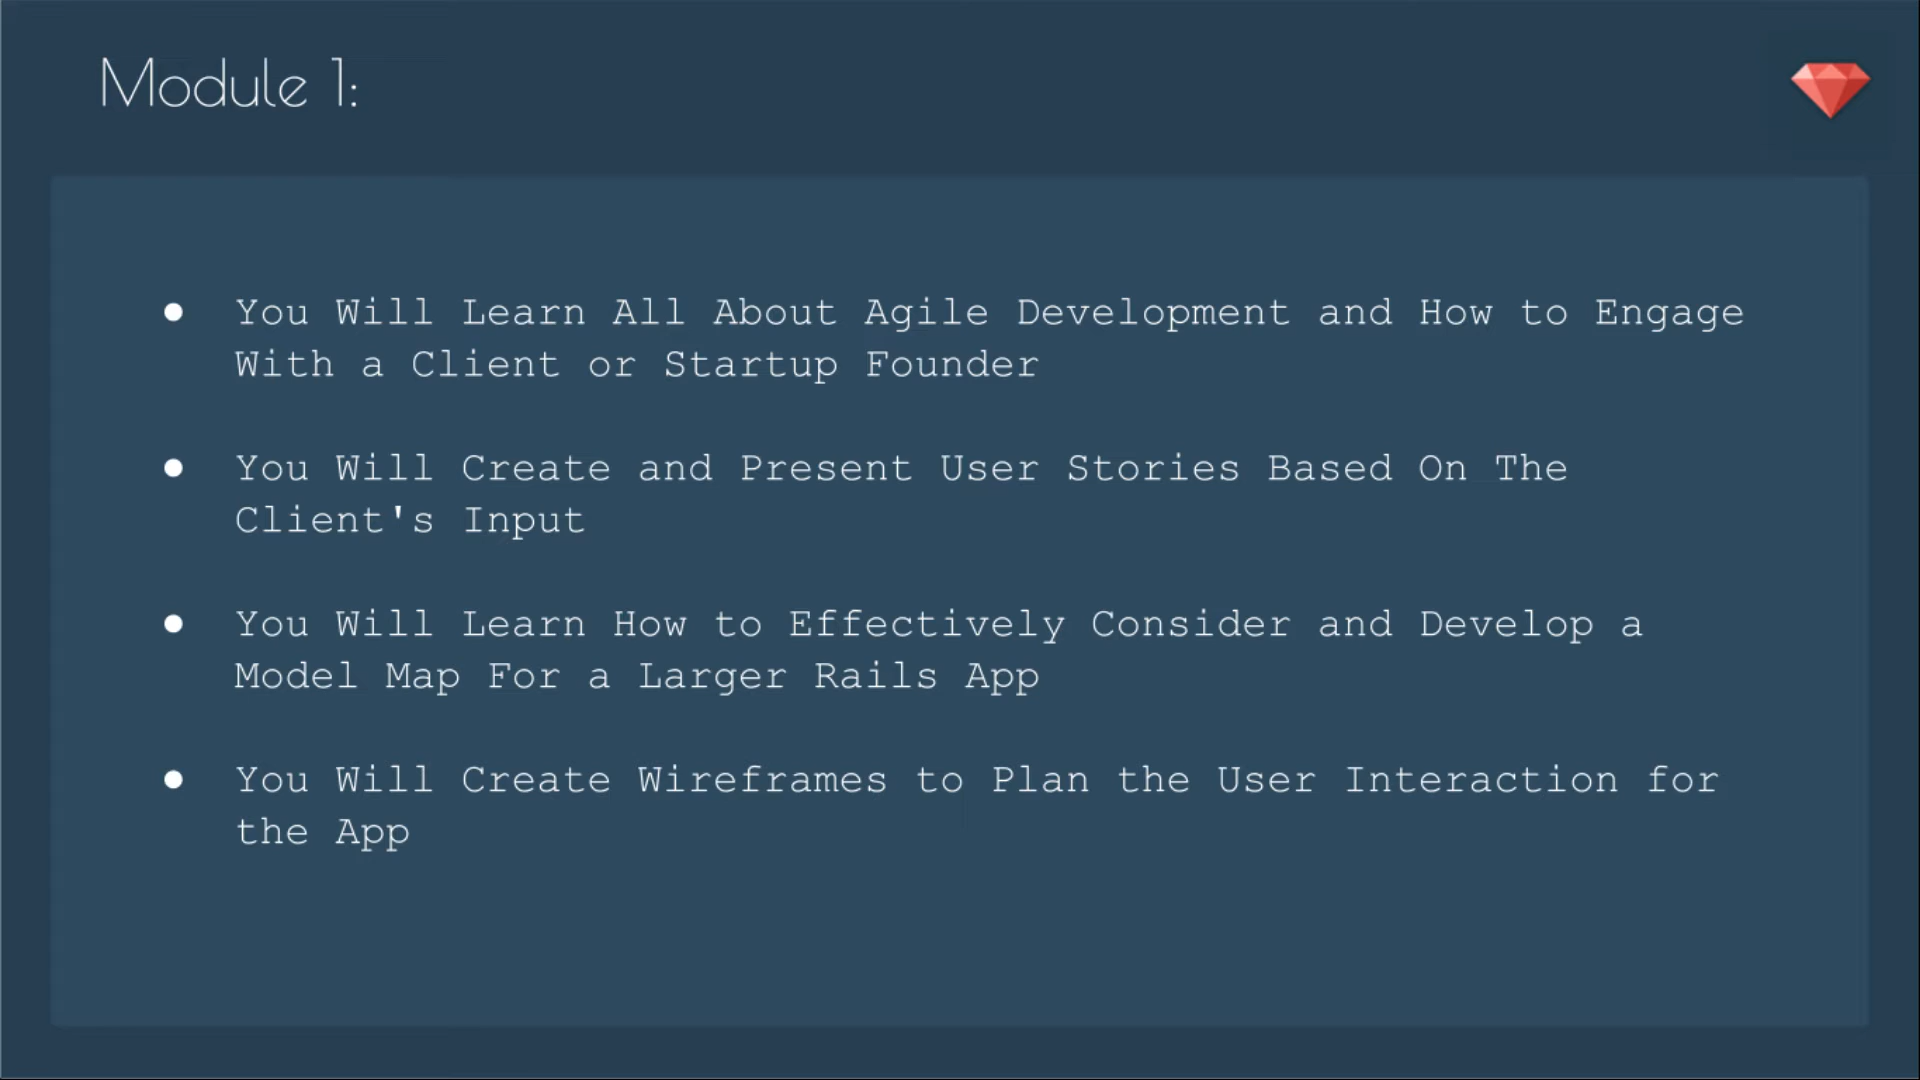 Module 1:
● You Will Learn All About Agile Development and How to Engage
With a Client or Startup Founder
● You Will Create and Present User Stories Based On The
Client's Input
● You Will Learn How to Effectively Consider and Develop a
Model Map For a Larger Rails App
● You Will Create Wireframes to Plan the User Interaction for
the App